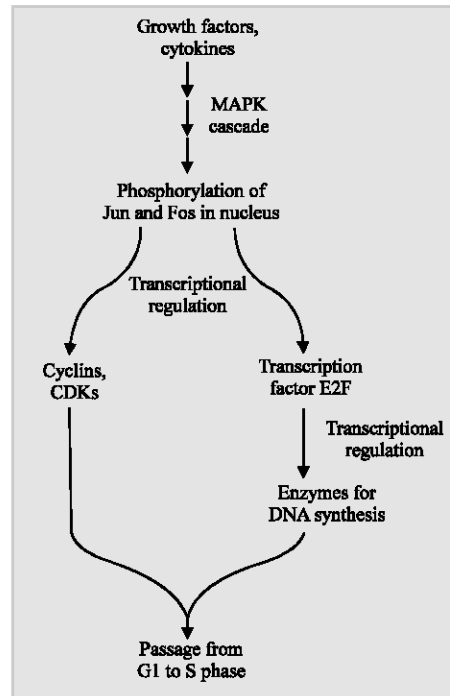 Growth factors,
cytokines
MAPK
cascade
Phosphorylation of
Jun and Fos in nucleus
Transcriptional
regulation
Cyclins,
CDKs
Transcription
factor E2F
Transcriptional
regulation
Enzymes for
DNA synthesis
Passage from
G1 to S phase